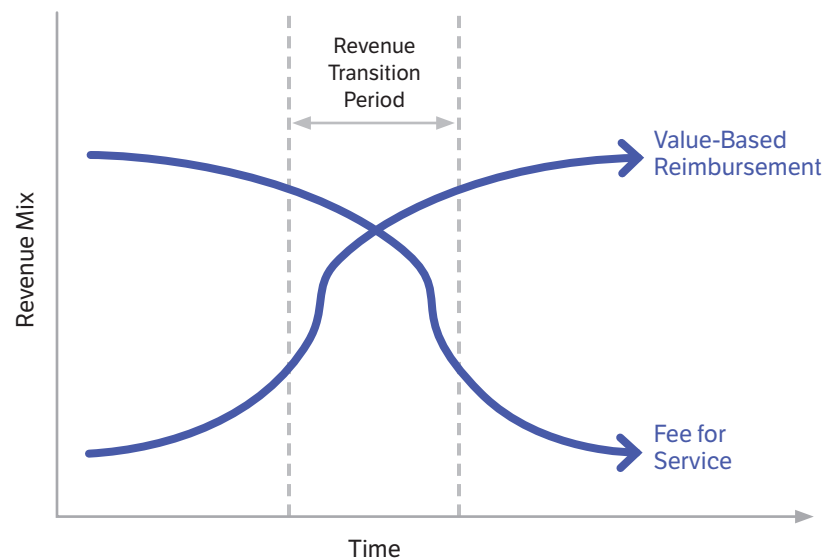 Revenue
Transition
Period
Value-Based
Reimbursement
Revenue Mix
Fee for
Service
Time